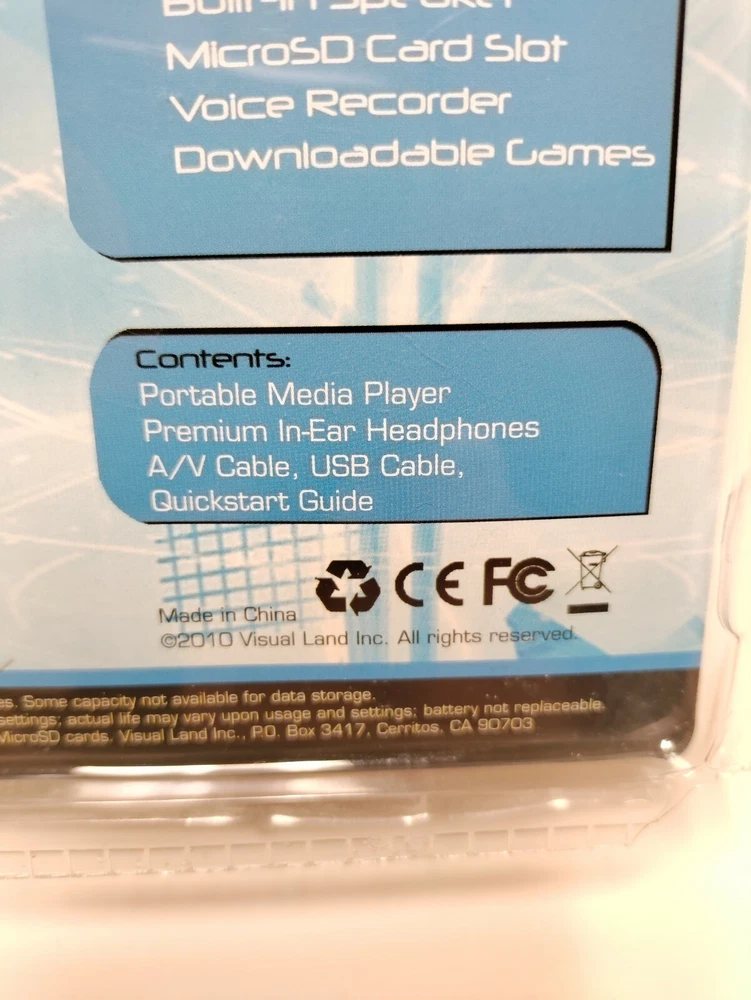 Built-in Speaker
MicroSD Card Slot
Voice Recorder
Downloadable Games
Contents:
Portable Media Player
Premium In-Ear Headphones
A/V Cable, USB Cable,
Quickstart Guide
CE FC
Made in China
©2010 Visual Land Inc. All rights reserved.
Some capacity not available for data storage.
settings; actual life may vary upon usage and settings; battery not replaceable.
MicroSD cards. Visual Land Inc., P.O. Box 3417, Cerritos, CA 90703